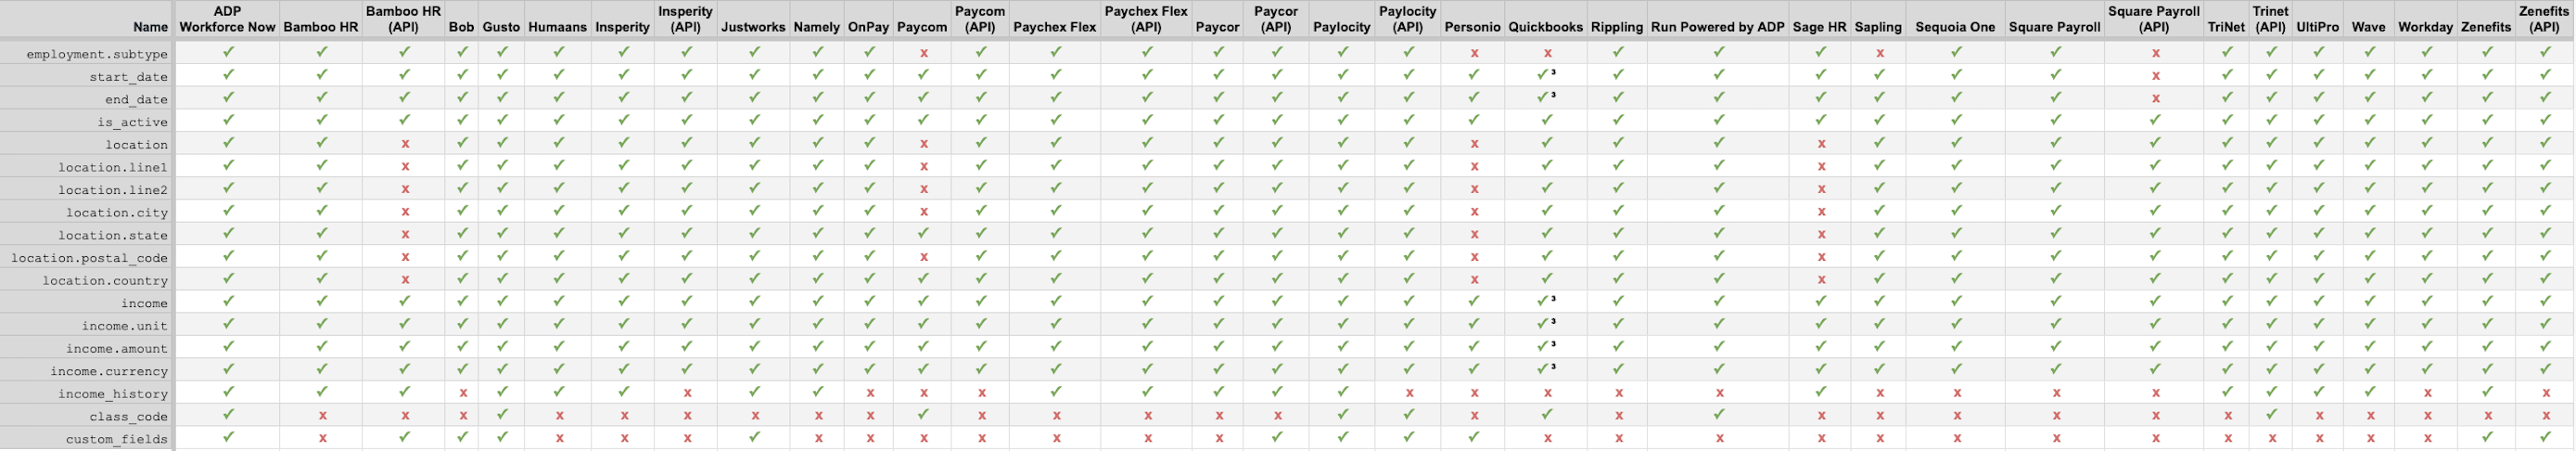 Name ADP Workforce Now Bamboo HR Bamboo HR (API) Bob Gusto Humaans Insperity Insperity (API) Justworks Namely OnPay Paycom Paycom (API) Paychex Flex Paychex Flex (API) Paycor Paycor (API) Paylocity Paylocity (API) Personio Quickbooks Rippling Run Powered by ADP Sage HR Sapling Sequoia One Square Payroll Square Payroll (API) TriNet Trinet (API) UltiPro Wave Workday Zenefits Zenefits (API)
employment.subtype ✓ ✓ ✓ ✓ ✓ ✓ ✓ ✓ ✓ ✓ ✓ x ✓ ✓ ✓ ✓ ✓ ✓ ✓ x x ✓ ✓ ✓ x ✓ ✓ x ✓ ✓ ✓ ✓ ✓ ✓ ✓
start_date ✓ ✓ ✓ ✓ ✓ ✓ ✓ ✓ ✓ ✓ ✓ ✓ ✓ ✓ ✓ ✓ ✓ ✓ ✓ ✓ ✓³ ✓ ✓ ✓ ✓ ✓ ✓ x ✓ ✓ ✓ ✓ ✓ ✓ ✓
end_date ✓ ✓ ✓ ✓ ✓ ✓ ✓ ✓ ✓ ✓ ✓ ✓ ✓ ✓ ✓ ✓ ✓ ✓ ✓ ✓ ✓³ ✓ ✓ ✓ ✓ ✓ ✓ x ✓ ✓ ✓ ✓ ✓ ✓ ✓
is_active ✓ ✓ ✓ ✓ ✓ ✓ ✓ ✓ ✓ ✓ ✓ ✓ ✓ ✓ ✓ ✓ ✓ ✓ ✓ ✓ ✓ ✓ ✓ ✓ ✓ ✓ ✓ ✓ ✓ ✓ ✓ ✓ ✓ ✓ ✓
location ✓ ✓ x ✓ ✓ ✓ ✓ ✓ ✓ ✓ ✓ x ✓ ✓ ✓ ✓ ✓ ✓ ✓ x ✓ ✓ ✓ x ✓ ✓ ✓ ✓ ✓ ✓ ✓ ✓ ✓ ✓ ✓
location.line1 ✓ ✓ x ✓ ✓ ✓ ✓ ✓ ✓ ✓ ✓ x ✓ ✓ ✓ ✓ ✓ ✓ ✓ x ✓ ✓ ✓ x ✓ ✓ ✓ ✓ ✓ ✓ ✓ ✓ ✓ ✓ ✓
location.line2 ✓ ✓ x ✓ ✓ ✓ ✓ ✓ ✓ ✓ ✓ x ✓ ✓ ✓ ✓ ✓ ✓ ✓ x ✓ ✓ ✓ x ✓ ✓ ✓ ✓ ✓ ✓ ✓ ✓ ✓ ✓ ✓
location.city ✓ ✓ x ✓ ✓ ✓ ✓ ✓ ✓ ✓ ✓ x ✓ ✓ ✓ ✓ ✓ ✓ ✓ x ✓ ✓ ✓ x ✓ ✓ ✓ ✓ ✓ ✓ ✓ ✓ ✓ ✓ ✓
location.state ✓ ✓ x ✓ ✓ ✓ ✓ ✓ ✓ ✓ ✓ ✓ ✓ ✓ ✓ ✓ ✓ ✓ ✓ x ✓ ✓ ✓ x ✓ ✓ ✓ ✓ ✓ ✓ ✓ ✓ ✓ ✓ ✓
location.postal_code ✓ ✓ x ✓ ✓ ✓ ✓ ✓ ✓ ✓ ✓ x ✓ ✓ ✓ ✓ ✓ ✓ ✓ x ✓ ✓ ✓ x ✓ ✓ ✓ ✓ ✓ ✓ ✓ ✓ ✓ ✓ ✓
location.country ✓ ✓ x ✓ ✓ ✓ ✓ ✓ ✓ ✓ ✓ ✓ ✓ ✓ ✓ ✓ ✓ ✓ ✓ x ✓ ✓ ✓ x ✓ ✓ ✓ ✓ ✓ ✓ ✓ ✓ ✓ ✓ ✓
income ✓ ✓ ✓ ✓ ✓ ✓ ✓ ✓ ✓ ✓ ✓ ✓ ✓ ✓ ✓ ✓ ✓ ✓ ✓ ✓ ✓³ ✓ ✓ ✓ ✓ ✓ ✓ ✓ ✓ ✓ ✓ ✓ ✓ ✓ ✓
income.unit ✓ ✓ ✓ ✓ ✓ ✓ ✓ ✓ ✓ ✓ ✓ ✓ ✓ ✓ ✓ ✓ ✓ ✓ ✓ ✓ ✓³ ✓ ✓ ✓ ✓ ✓ ✓ ✓ ✓ ✓ ✓ ✓ ✓ ✓ ✓
income.amount ✓ ✓ ✓ ✓ ✓ ✓ ✓ ✓ ✓ ✓ ✓ ✓ ✓ ✓ ✓ ✓ ✓ ✓ ✓ ✓ ✓³ ✓ ✓ ✓ ✓ ✓ ✓ ✓ ✓ ✓ ✓ ✓ ✓ ✓ ✓
income.currency ✓ ✓ ✓ ✓ ✓ ✓ ✓ ✓ ✓ ✓ ✓ ✓ ✓ ✓ ✓ ✓ ✓ ✓ ✓ ✓ ✓³ ✓ ✓ ✓ ✓ ✓ ✓ ✓ ✓ ✓ ✓ ✓ ✓ ✓ ✓
income_history ✓ ✓ ✓ x ✓ ✓ ✓ x ✓ ✓ x x x ✓ ✓ ✓ ✓ ✓ x x x x x ✓ x x x x ✓ ✓ ✓ ✓ x ✓ x
class_code ✓ x x x ✓ x x x x x x ✓ x x x x x ✓ ✓ x ✓ x ✓ x x x x x x ✓ x x x x x
custom_fields ✓ x ✓ ✓ ✓ x x x ✓ x x x x x x x ✓ ✓ ✓ ✓ x x x x x x x x x x x x x ✓ ✓